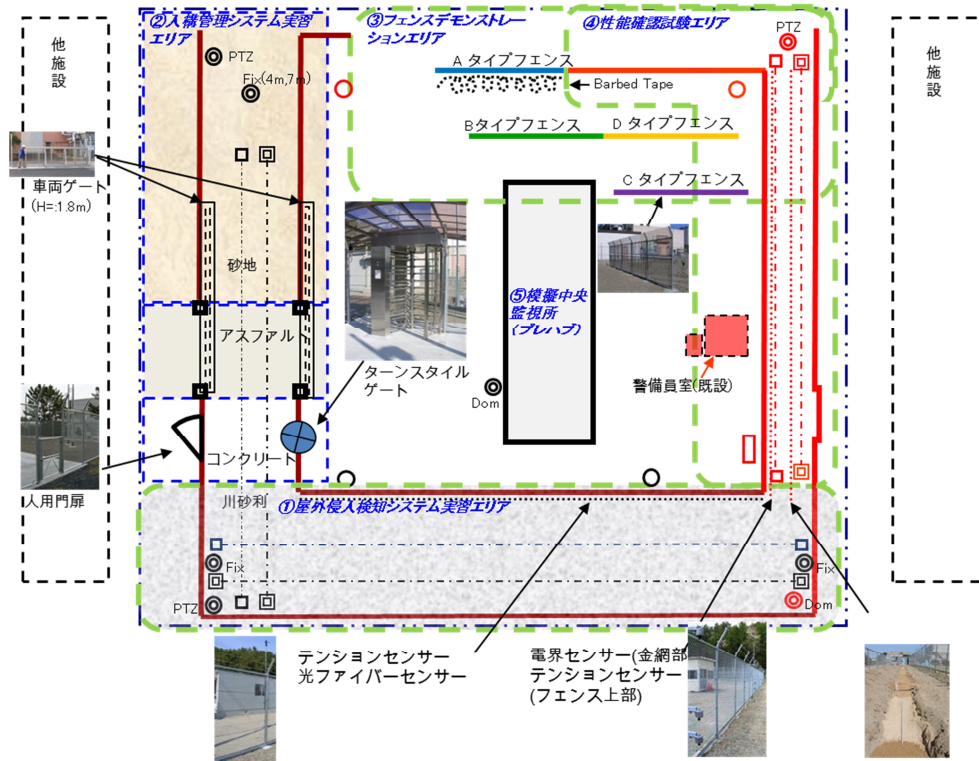 他施設
②入構管理システム実習
エリア
PTZ
Fix(4m,7m)
③フェンスデモンストレー
ションエリア
④性能確認試験エリア
PTZ
他施設
A タイプフェンス
Barbed Tape
Bタイプフェンス
D タイプフェンス
C タイプフェンス
車両ゲート
(H=:1.8m)
砂地
アスファルト
ターンスタイル
ゲート
⑤模擬中央
監視所
(プレハブ)
警備員室(既設)
Dom
コンクリート
人用門扉
川砂利
①屋外侵入検知システム実習エリア
Fix
Fix
PTZ
Dom
テンションセンサー
光ファイバーセンサー
電界センサー(金網部
テンションセンサー
(フェンス上部)